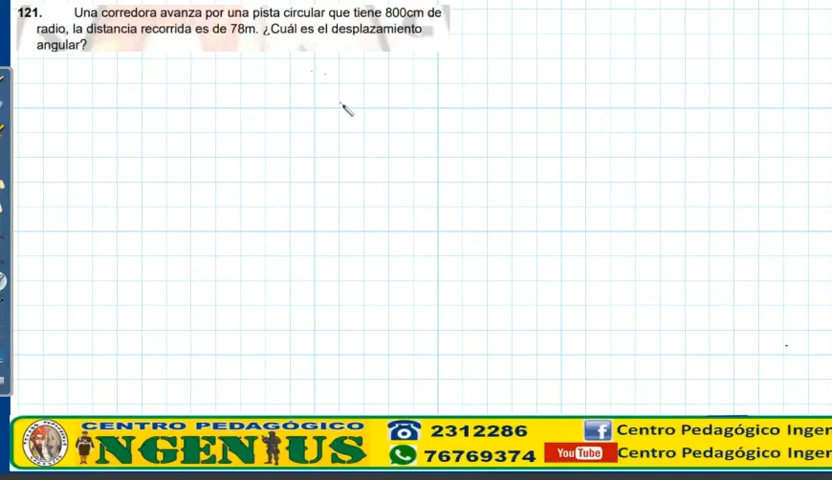 121. Una corredora avanza por una pista circular que tiene 800cm de
radio, la distancia recorrida es de 78m. ¿Cuál es el desplazamiento
angular?
CENTRO PEDAGÓGICO
INGENIUS
2312286
76769374
Centro Pedagógico Inger
YouTube Centro Pedagógico Inger